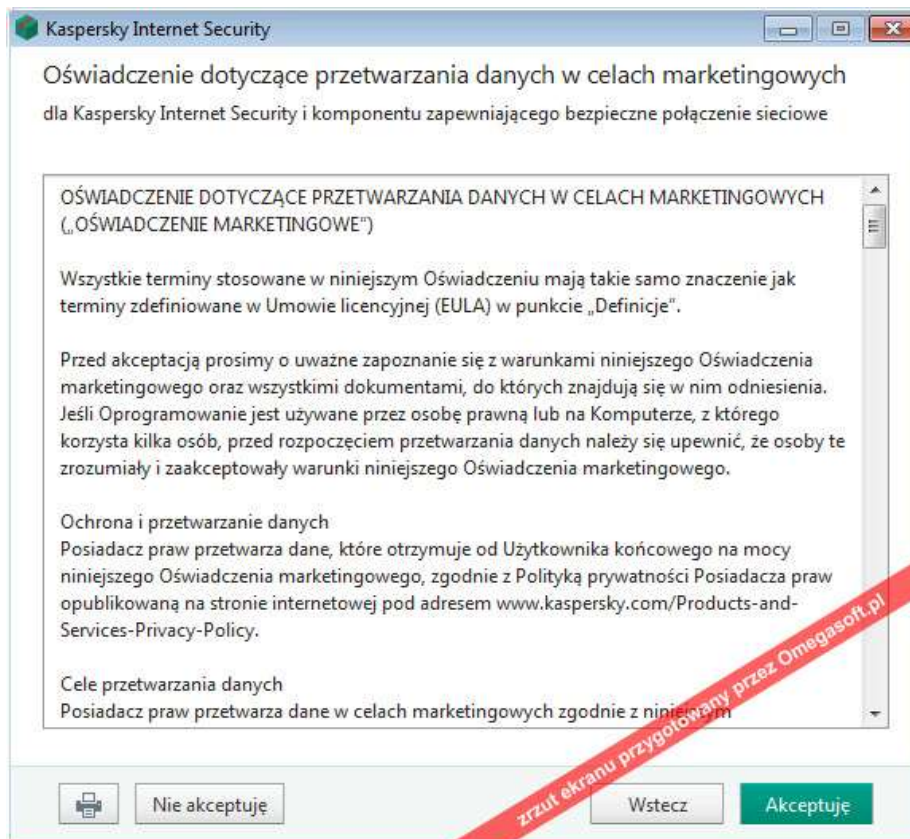 Kaspersky Internet Security
Oświadczenie dotyczące przetwarzania danych w celach marketingowych
dla Kaspersky Internet Security i komponentu zapewniającego bezpieczne połączenie sieciowe
OŚWIADCZENIE DOTYCZĄCE PRZETWARZANIA DANYCH W CELACH MARKETINGOWYCH
(„OŚWIADCZENIE MARKETINGOWE")
Wszystkie terminy stosowane w niniejszym Oświadczeniu mają takie samo znaczenie jak
terminy zdefiniowane w Umowie licencyjnej (EULA) w punkcie „Definicje".
Przed akceptacją prosimy o uważne zapoznanie się z warunkami niniejszego Oświadczenia
marketingowego oraz wszystkimi dokumentami, do których znajdują się w nim odniesienia.
Jeśli Oprogramowanie jest używane przez osobę prawną lub na Komputerze, z którego
korzysta kilka osób, przed rozpoczęciem przetwarzania danych należy się upewnić, że osoby te
zrozumiały i zaakceptowały warunki niniejszego Oświadczenia marketingowego.
Ochrona i przetwarzanie danych
Posiadacz praw przetwarza dane, które otrzymuje od Użytkownika końcowego na mocy
niniejszego Oświadczenia marketingowego, zgodnie z Polityką prywatności Posiadacza praw
opublikowaną na stronie internetowej pod adresem www.kaspersky.com/Products-and-
Services-Privacy-Policy.
Cele przetwarzania danych
Posiadacz praw przetwarza dane w celach marketingowych zgodnie z niniejszym
zrzut ekranu przygotowany przez Omegasoft.pl
Nie akceptuję
Wstecz
Akceptuję